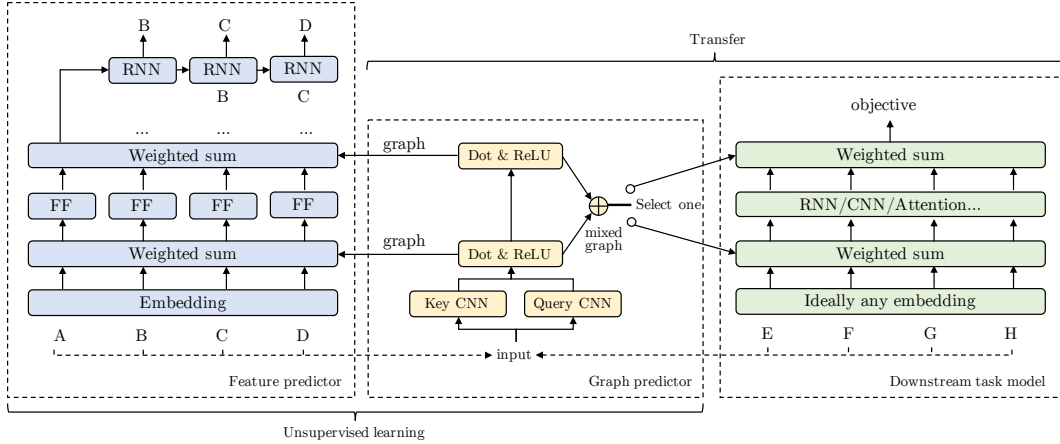 B C D
Transfer
RNN RNN RNN
B C
objective
... ... ...
Weighted sum
graph
Dot & ReLU
Weighted sum
FF FF FF FF
Select one
RNN/CNN/Attention...
mixed
graph
Weighted sum
graph
Dot & ReLU
Weighted sum
Embedding
Key CNN
Query CNN
Ideally any embedding
A B C D
E F G H
input
Feature predictor
Graph predictor
Downstream task model
Unsupervised learning